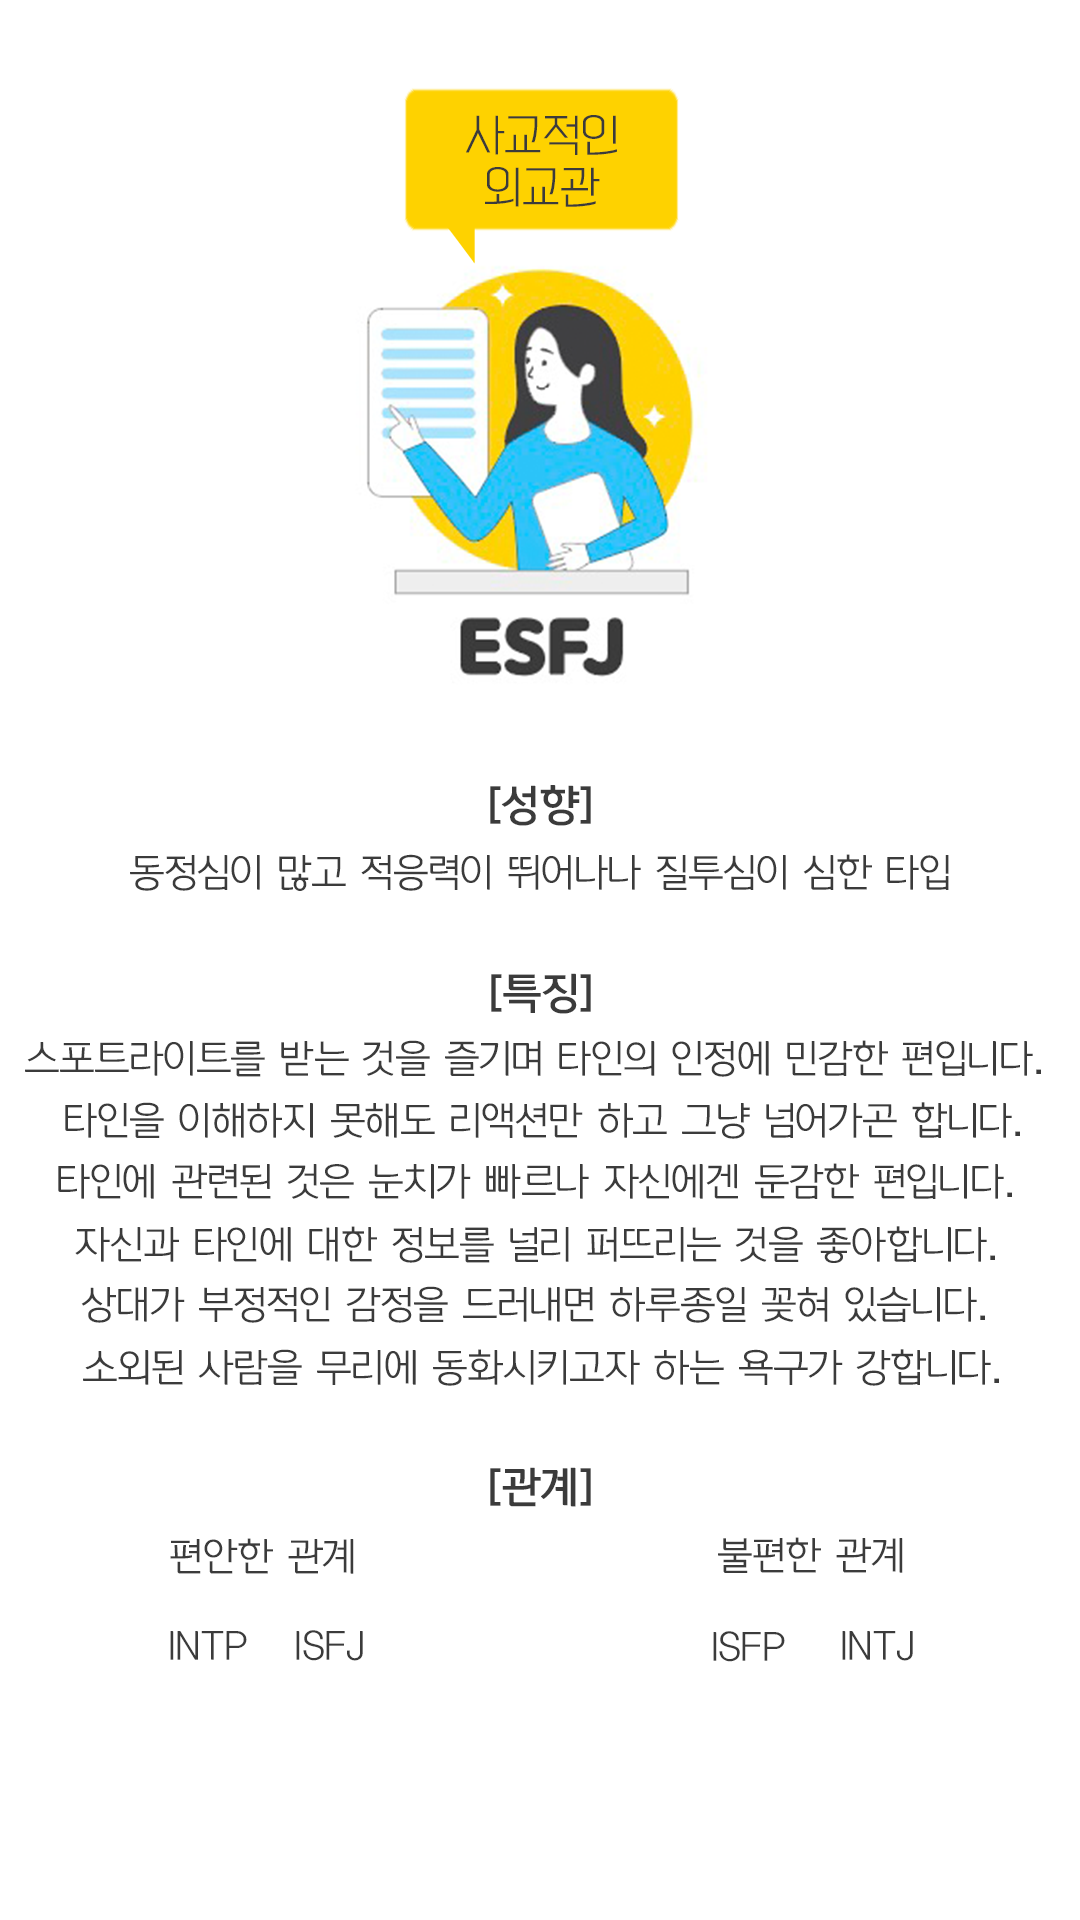 사교적인
외교관
ESFJ
[성향]
동정심이 많고 적응력이 뛰어나나 질투심이 심한 타입
[특징]
스포트라이트를 받는 것을 즐기며 타인의 인정에 민감한 편입니다.
타인을 이해하지 못해도 리액션만 하고 그냥 넘어가곤 합니다.
타인에 관련된 것은 눈치가 빠르나 자신에겐 둔감한 편입니다.
자신과 타인에 대한 정보를 널리 퍼뜨리는 것을 좋아합니다.
상대가 부정적인 감정을 드러내면 하루종일 꽂혀 있습니다.
소외된 사람을 무리에 동화시키고자 하는 욕구가 강합니다.
[관계]
편안한 관계 불편한 관계
INTP ISFJ ISFP INTJ